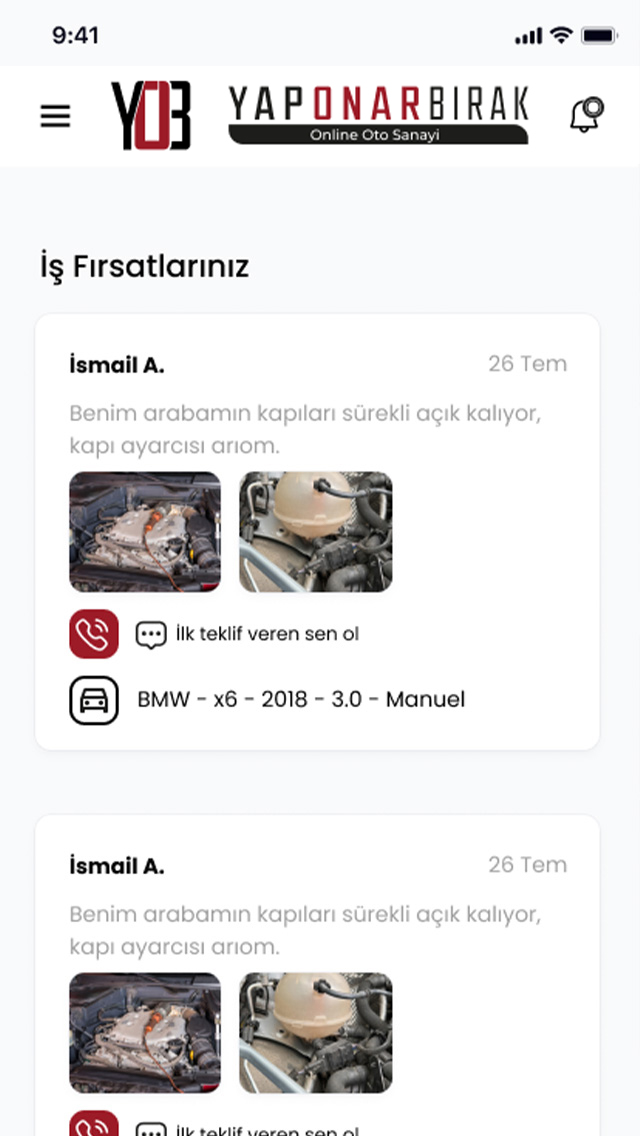 9:41
YOB
YAPONARBIRAK
Online Oto Sanayi
İş Fırsatlarınız
İsmail A.
26 Tem
Benim arabamın kapıları sürekli açık kalıyor,
kapı ayarcısı arıom.
İlk teklif veren sen ol
BMW - x6 - 2018 - 3.0 - Manuel
İsmail A.
26 Tem
Benim arabamın kapıları sürekli açık kalıyor,
kapı ayarcısı arıom.
İlk teklif veren sen ol